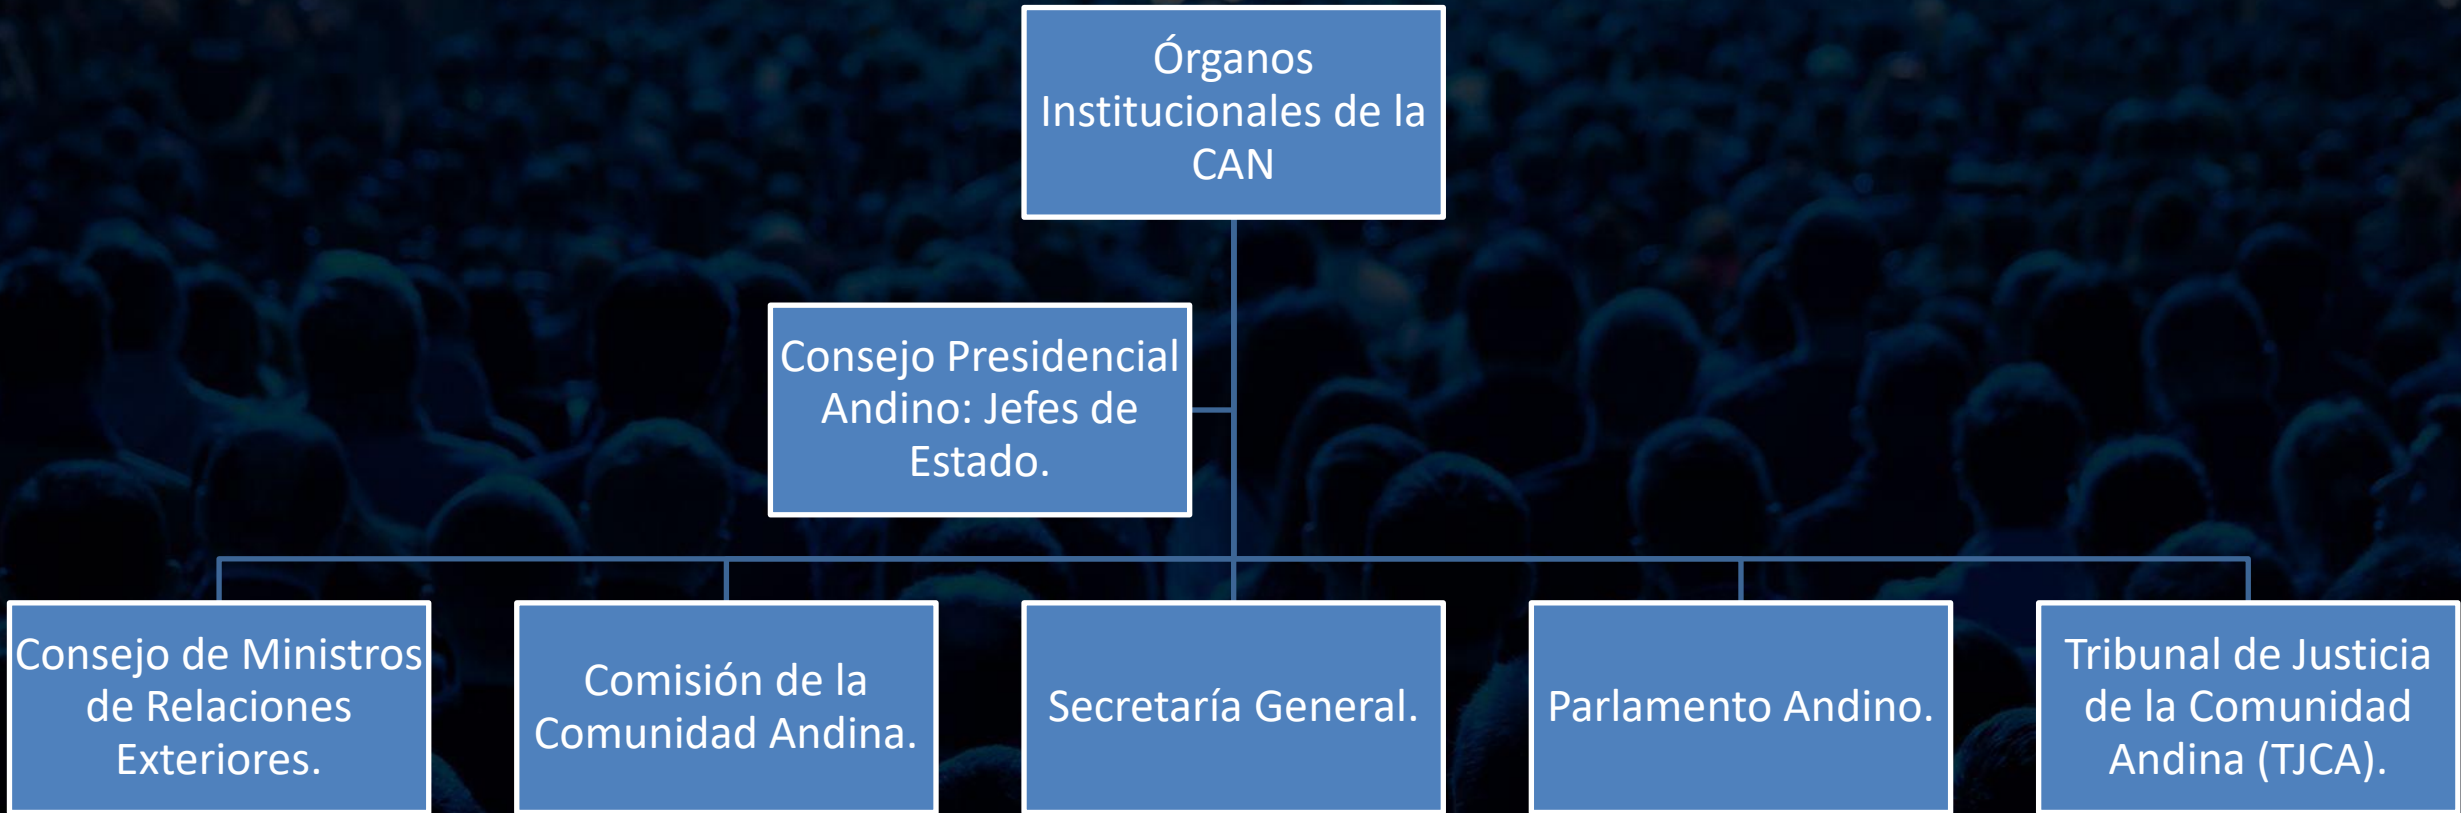 Órganos
Institucionales de la
CAN
Consejo Presidencial
Andino: Jefes de
Estado.
Consejo de Ministros
de Relaciones
Exteriores.
Comisión de la
Comunidad Andina.
Secretaría General.
Parlamento Andino.
Tribunal de Justicia
de la Comunidad
Andina (TJCA).